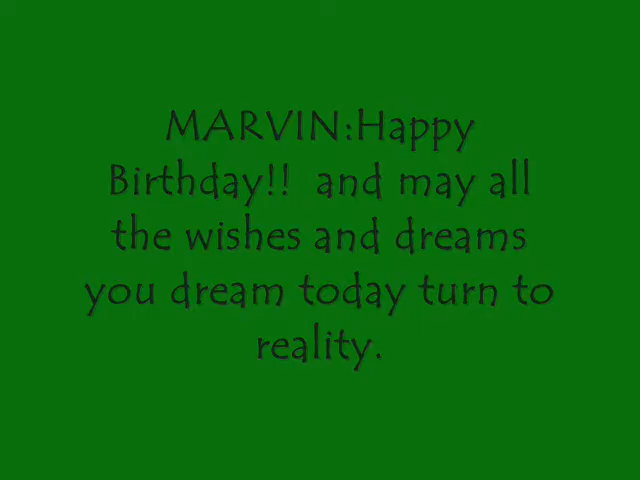 MARVIN:Happy
Birthday!!  and may all
the wishes and dreams
you dream today turn to
reality.